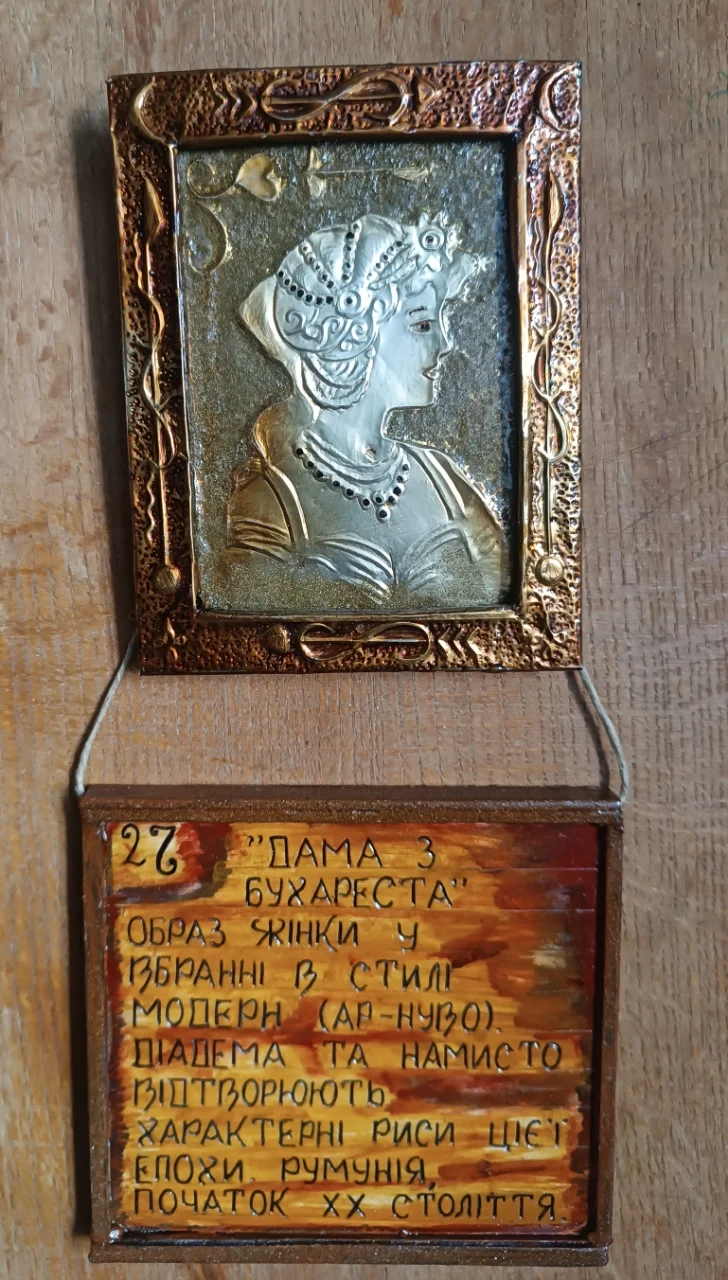 27 "ДАМА З
БУХАРЕСТА"
ОБРАЗ ЖІНКИ У
ВБРАННІ В СТИЛІ
МОДЕРН (АР-НУВО).
ДІАДЕМА ТА НАМИСТО
ВІДТВОРЮЮТЬ
ХАРАКТЕРНІ РИСИ ЦІЄЇ
ЕПОХИ. РУМУНІЯ,
ПОЧАТОК ХХ СТОЛІТТЯ.